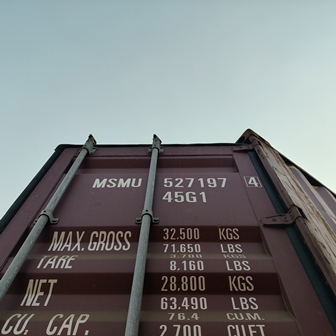 MSMU 527197 4
45G1
MAX.GROSS 32.500 KGS
71.650 LBS
TARE 3.700 KGS
8.160 LBS
NET 28.800 KGS
63.490 LBS
CU. CAP. 76.4 CU.M.
2.700 CU.FT